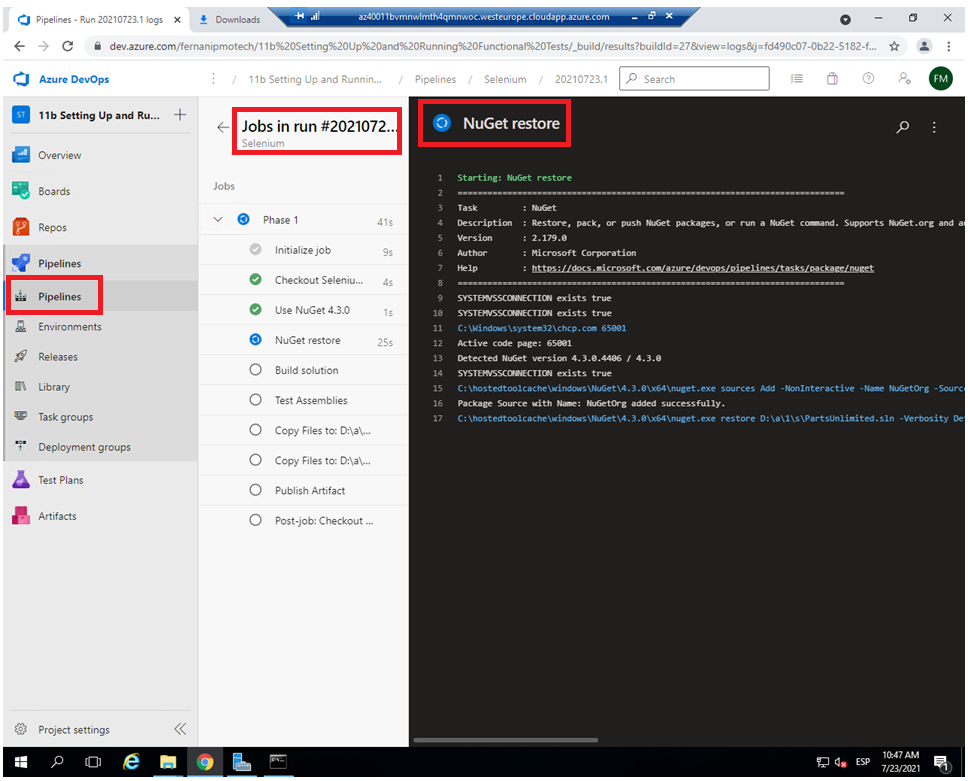 Pipelines - Run 20210723.1 logs
Downloads
az40011bvmnwlmth4qmnwoc.westeurope.cloudapp.azure.com
dev.azure.com/fernanipmotech/11b%20Setting%20Up%20and%20Running%20Functional%20Tests/_build/results?buildId=27&view=logs&j=fd490c07-0b22-5182-f...
Azure DevOps
/ 11b Setting Up and Runnin... / Pipelines / Selenium / 20210723.1
Search
FM
ST
11b Setting Up and Ru...
Overview
Boards
Repos
Pipelines
Pipelines
Environments
Releases
Library
Task groups
Deployment groups
Test Plans
Artifacts
Project settings
Jobs in run #2021072...
Selenium
Jobs
Phase 1 41s
Initialize job 9s
Checkout Seleniu... 4s
Use NuGet 4.3.0 1s
NuGet restore 25s
Build solution
Test Assemblies
Copy Files to: D:\a\...
Copy Files to: D:\a\...
Publish Artifact
Post-job: Checkout ...
NuGet restore
1 Starting: NuGet restore
2 ==============================================================================
3 Task : NuGet
4 Description : Restore, pack, or push NuGet packages, or run a NuGet command. Supports NuGet.org and
5 Version : 2.179.0
6 Author : Microsoft Corporation
7 Help : https://docs.microsoft.com/azure/devops/pipelines/tasks/package/nuget
8 ==============================================================================
9 SYSTEMVSSCONNECTION exists true
10 SYSTEMVSSCONNECTION exists true
11 C:\Windows\system32\chcp.com 65001
12 Active code page: 65001
13 Detected NuGet version 4.3.0.4406 / 4.3.0
14 SYSTEMVSSCONNECTION exists true
15 C:\hostedtoolcache\windows\NuGet\4.3.0\x64\nuget.exe sources Add -NonInteractive -Name NuGetOrg -Sourc
16 Package Source with Name: NuGetOrg added successfully.
17 C:\hostedtoolcache\windows\NuGet\4.3.0\x64\nuget.exe restore D:\a\1\s\PartsUnlimited.sln -Verbosity De
ESP
10:47 AM
7/23/2021
1